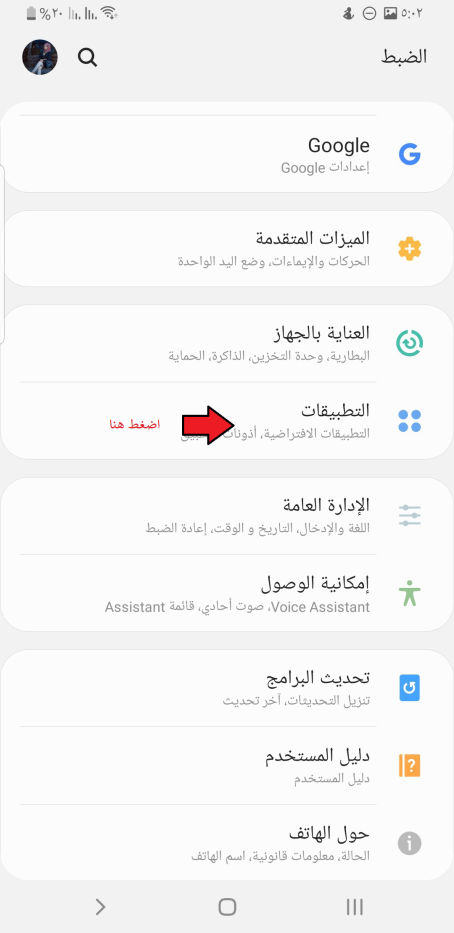 ٥:٠٢
%٢٠
الضبط
Google
إعدادات Google
الميزات المتقدمة
الحركات والإيماءات، وضع اليد الواحدة
العناية بالجهاز
البطارية، وحدة التخزين، الذاكرة، الحماية
التطبيقات
اضغط هنا
التطبيقات الافتراضية، أذونات
الإدارة العامة
اللغة والإدخال، التاريخ و الوقت، إعادة الضبط
إمكانية الوصول
Voice Assistant، صوت أحادي، قائمة Assistant
تحديث البرامج
تنزيل التحديثات، آخر تحديث
دليل المستخدم
دليل المستخدم
حول الهاتف
الحالة، معلومات قانونية، اسم الهاتف